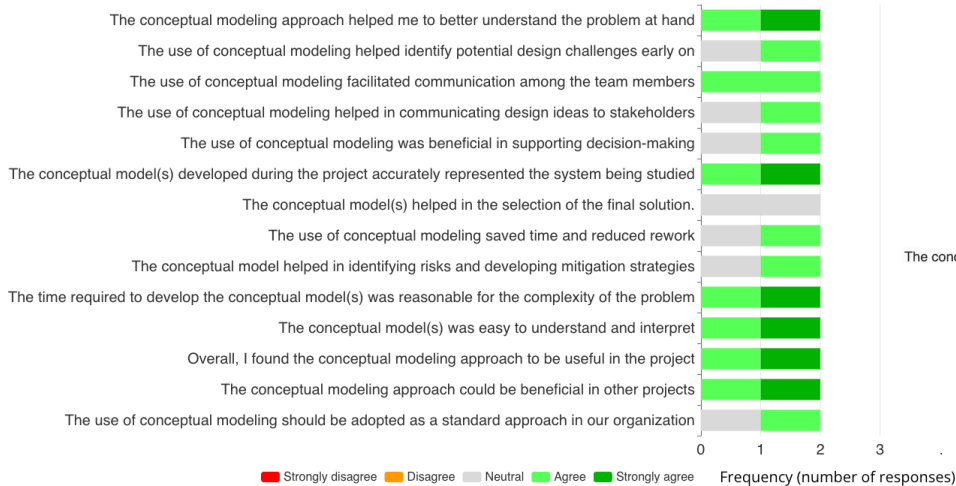 The conceptual modeling approach helped me to better understand the problem at hand
The use of conceptual modeling helped identify potential design challenges early on
The use of conceptual modeling facilitated communication among the team members
The use of conceptual modeling helped in communicating design ideas to stakeholders
The use of conceptual modeling was beneficial in supporting decision-making
The conceptual model(s) developed during the project accurately represented the system being studied
The conceptual model(s) helped in the selection of the final solution.
The use of conceptual modeling saved time and reduced rework
The conceptual model helped in identifying risks and developing mitigation strategies
The time required to develop the conceptual model(s) was reasonable for the complexity of the problem
The conceptual model(s) was easy to understand and interpret
Overall, I found the conceptual modeling approach to be useful in the project
The conceptual modeling approach could be beneficial in other projects
The use of conceptual modeling should be adopted as a standard approach in our organization
0 1 2 3
Strongly disagree Disagree Neutral Agree Strongly agree
Frequency (number of responses)
The